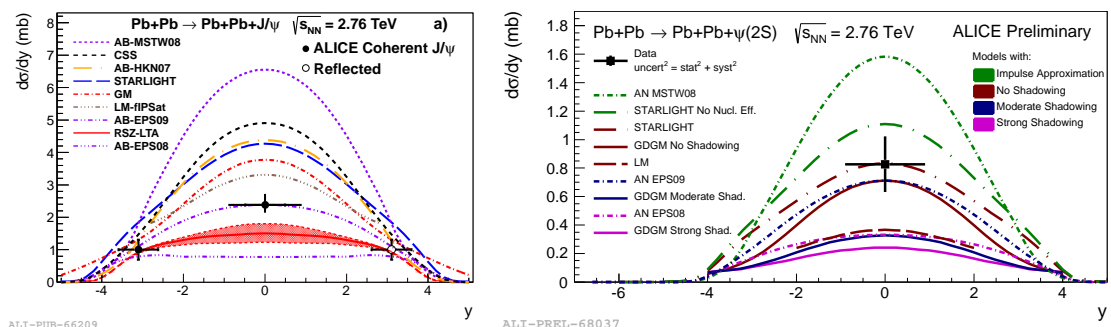 Pb+Pb → Pb+Pb+J/ψ √sNN = 2.76 TeV a)
dσ/dy (mb)
8
7
6
5
4
3
2
1
0
AB-MSTW08
CSS
AB-HKN07
STARLIGHT
GM
LM-fIPSat
AB-EPS09
RSZ-LTA
AB-EPS08
ALICE Coherent J/ψ
Reflected
-4 -2 0 2 4
y
ALI-PUB-66209
dσ/dy (mb)
1.8
1.6
1.4
1.2
1
0.8
0.6
0.4
0.2
0
Pb+Pb → Pb+Pb+ψ(2S) √sNN = 2.76 TeV ALICE Preliminary
Data
uncert² = stat² + syst²
AN MSTW08
STARLIGHT No Nucl. Eff.
STARLIGHT
GDGM No Shadowing
LM
AN EPS09
GDGM Moderate Shad.
AN EPS08
GDGM Strong Shad.
Models with:
Impulse Approximation
No Shadowing
Moderate Shadowing
Strong Shadowing
-6 -4 -2 0 2 4
y
ALI-PREL-68037